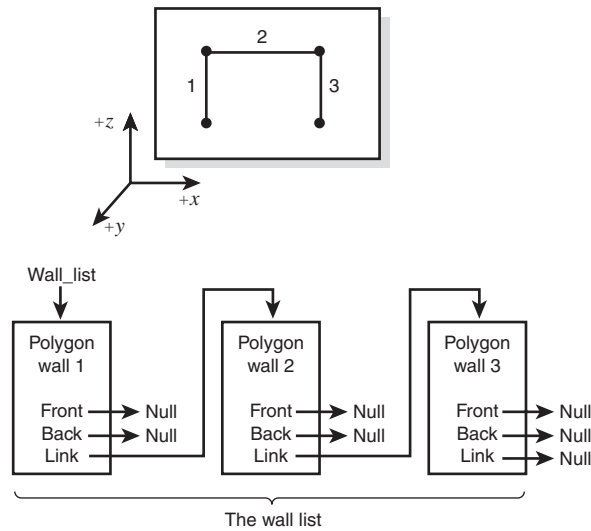 2
1
3
+z
+x
+y
Wall_list
Polygon
wall 1
Front
Null
Back
Null
Link
Polygon
wall 2
Front
Null
Back
Null
Link
Polygon
wall 3
Front
Null
Back
Null
Link
Null
The wall list